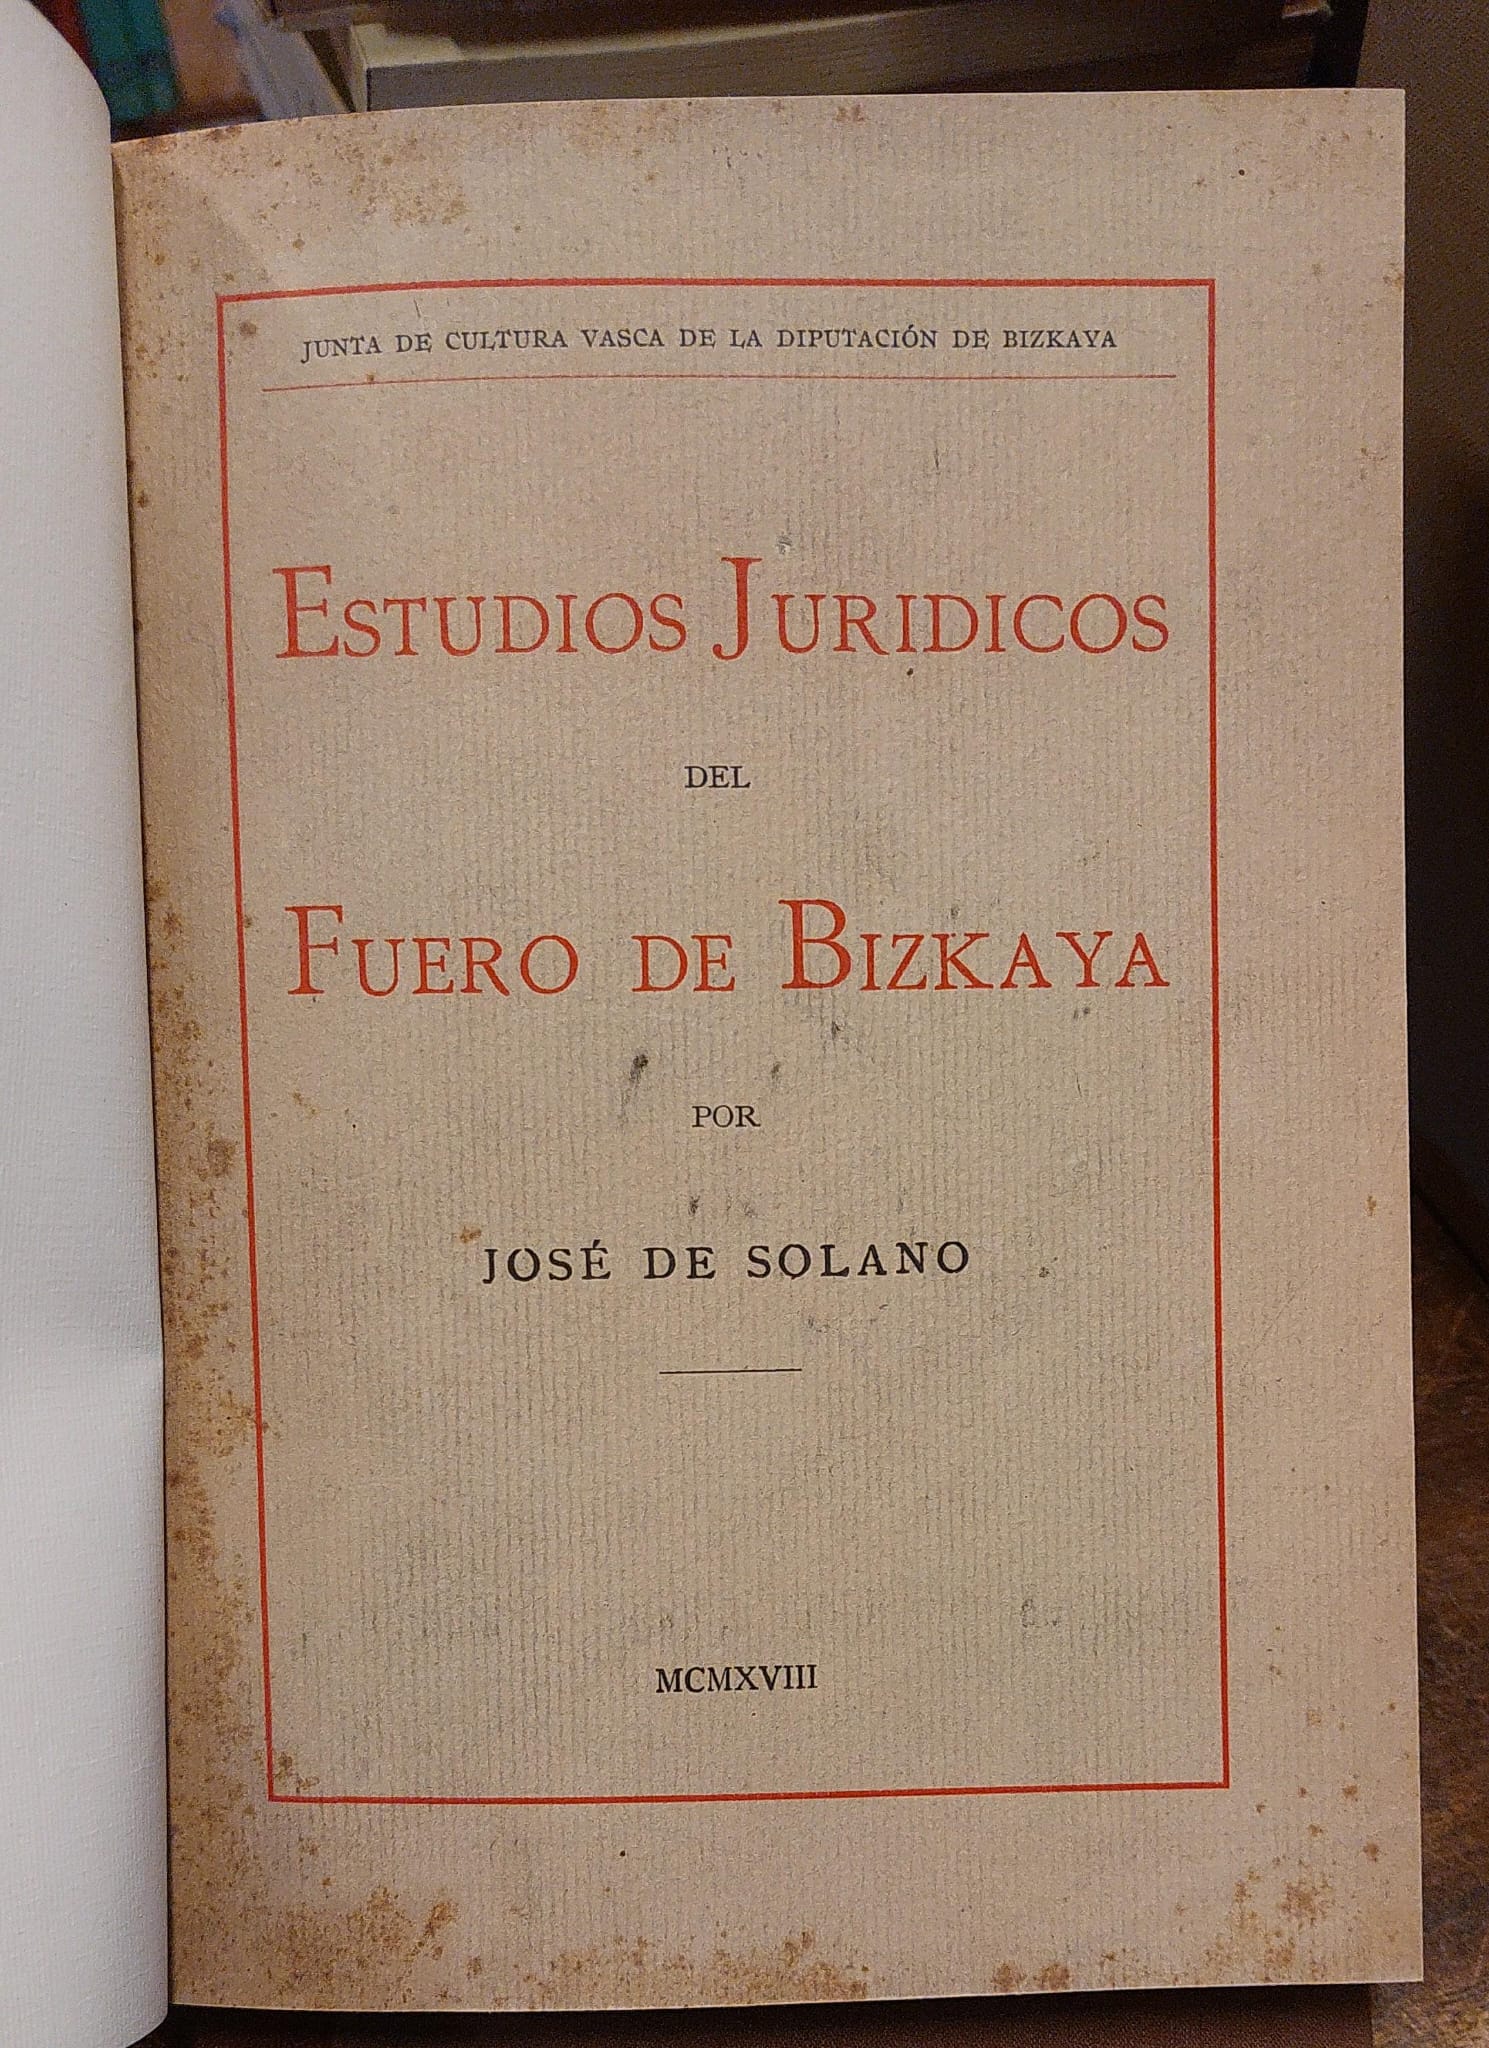 JUNTA DE CULTURA VASCA DE LA DIPUTACIÓN DE BIZKAYA
ESTUDIOS JURIDICOS
DEL
FUERO DE BIZKAYA
POR
JOSÉ DE SOLANO
MCMXVIII